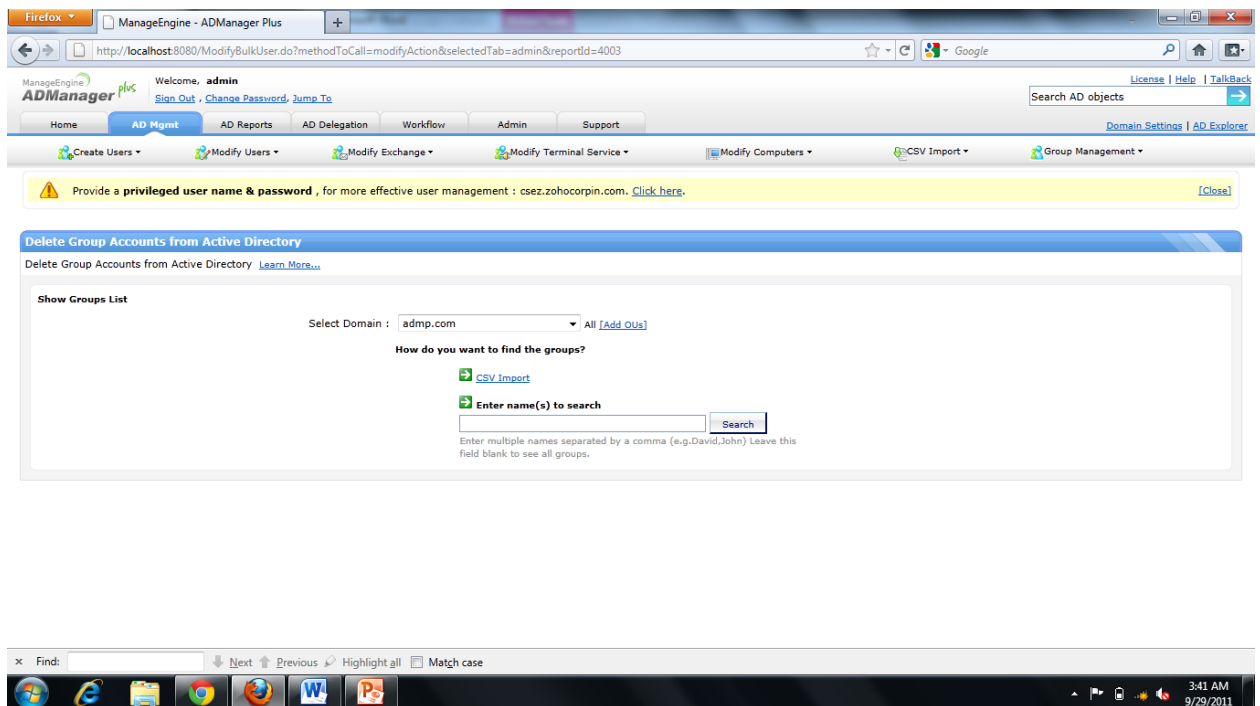 Firefox
ManageEngine - ADManager Plus
http://localhost:8080/ModifyBulkUser.do?methodToCall=modifyAction&selectedTab=admin&reportId=4003
Google
ManageEngine
ADManager plus
Welcome, admin
Sign Out , Change Password, Jump To
License | Help | TalkBack
Search AD objects
Home AD Mgmt AD Reports AD Delegation Workflow Admin Support
Domain Settings | AD Explorer
Create Users Modify Users Modify Exchange Modify Terminal Service Modify Computers CSV Import Group Management
Provide a privileged user name & password , for more effective user management : csez.zohocorpin.com. Click here. [Close]
Delete Group Accounts from Active Directory
Delete Group Accounts from Active Directory Learn More...
Show Groups List
Select Domain : admp.com All [Add OUs]
How do you want to find the groups?
CSV Import
Enter name(s) to search
Search
Enter multiple names separated by a comma (e.g.David,John) Leave this
field blank to see all groups.
× Find: Next Previous Highlight all Match case
3:41 AM
9/29/2011